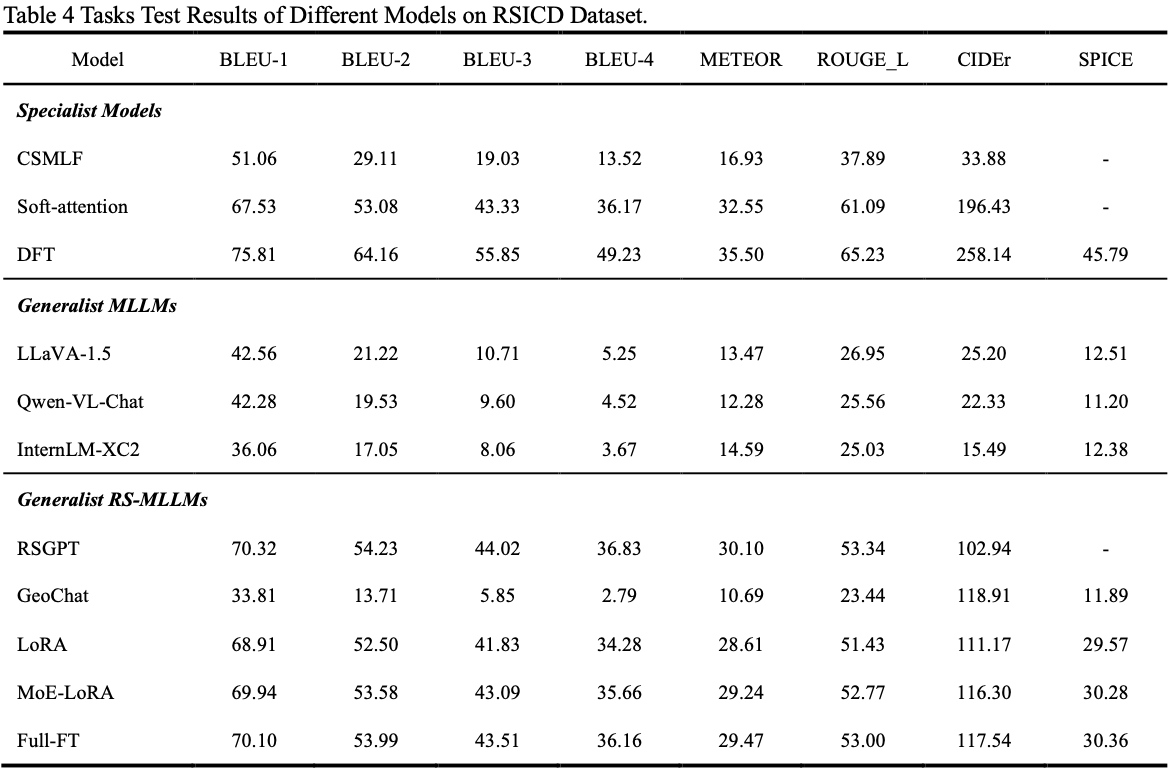 Table 4 Tasks Test Results of Different Models on RSICD Dataset.
Model BLEU-1 BLEU-2 BLEU-3 BLEU-4 METEOR ROUGE_L CIDEr SPICE
Specialist Models
CSMLF 51.06 29.11 19.03 13.52 16.93 37.89 33.88 -
Soft-attention 67.53 53.08 43.33 36.17 32.55 61.09 196.43 -
DFT 75.81 64.16 55.85 49.23 35.50 65.23 258.14 45.79
Generalist MLLMs
LLaVA-1.5 42.56 21.22 10.71 5.25 13.47 26.95 25.20 12.51
Qwen-VL-Chat 42.28 19.53 9.60 4.52 12.28 25.56 22.33 11.20
InternLM-XC2 36.06 17.05 8.06 3.67 14.59 25.03 15.49 12.38
Generalist RS-MLLMs
RSGPT 70.32 54.23 44.02 36.83 30.10 53.34 102.94 -
GeoChat 33.81 13.71 5.85 2.79 10.69 23.44 118.91 11.89
LoRA 68.91 52.50 41.83 34.28 28.61 51.43 111.17 29.57
MoE-LoRA 69.94 53.58 43.09 35.66 29.24 52.77 116.30 30.28
Full-FT 70.10 53.99 43.51 36.16 29.47 53.00 117.54 30.36